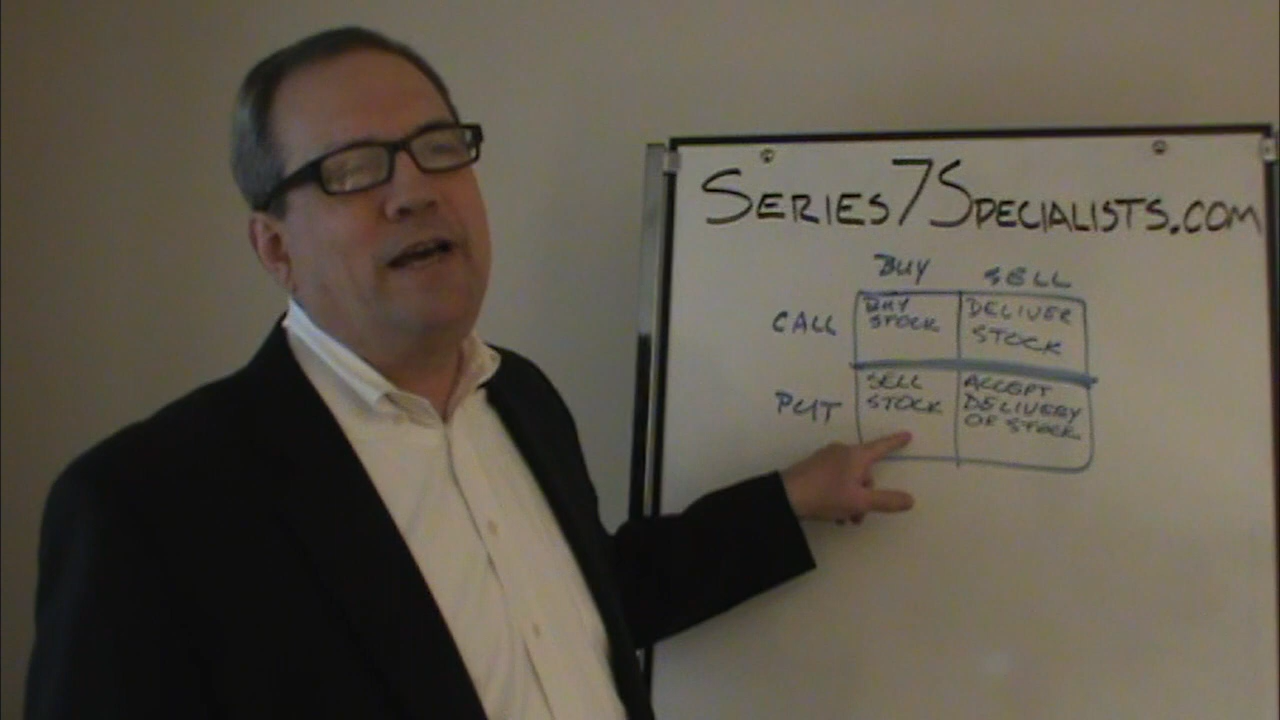 SERIES7SPECIALISTS.COM
BUY SELL
CALL
BUY
STOCK
DELIVER
STOCK
PUT
SELL
STOCK
ACCEPT
DELIVERY
OF STOCK